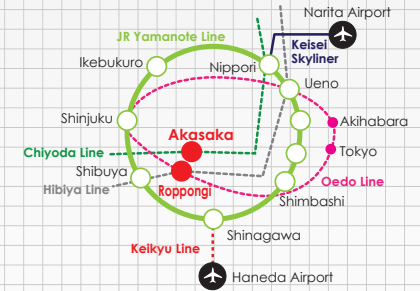 Narita Airport
JR Yamanote Line
Keisei
Skyliner
Ikebukuro
Nippori
Ueno
Shinjuku
Akasaka
Akihabara
Chiyoda Line
Tokyo
Shibuya
Hibiya Line
Roppongi
Oedo Line
Shimbashi
Shinagawa
Keikyu Line
Haneda Airport